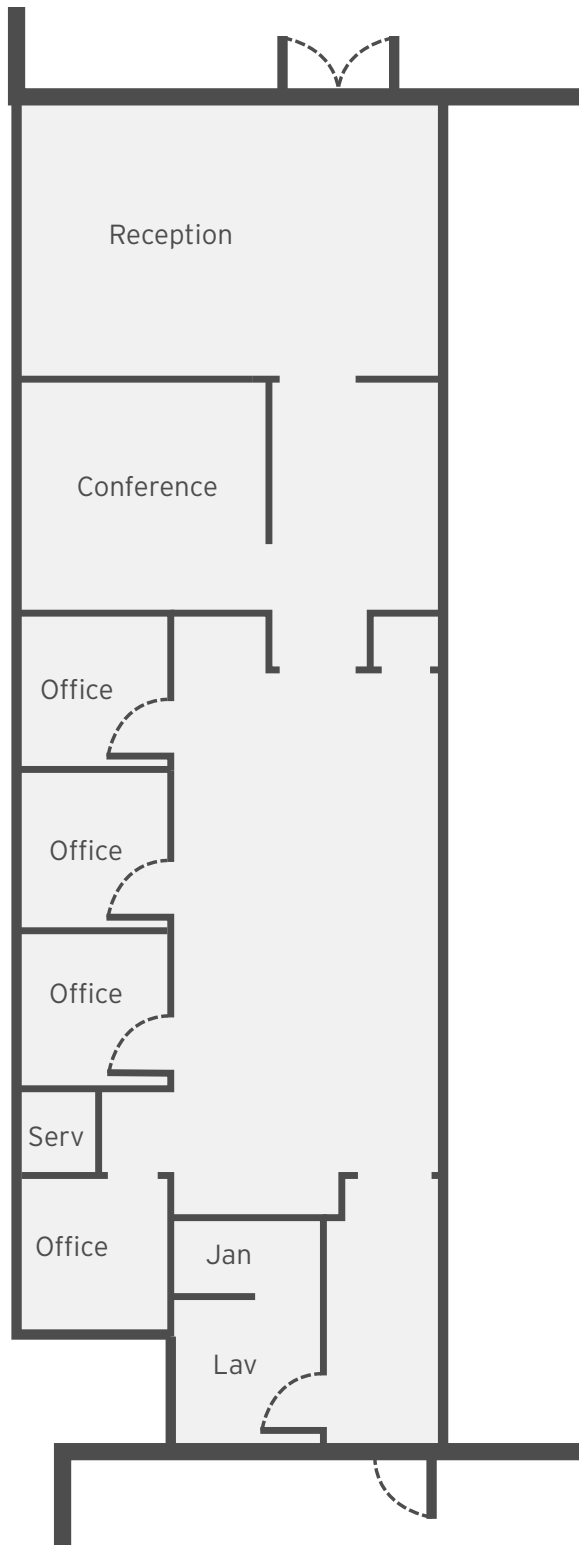 Reception
Conference
Office
Office
Office
Serv
Office
Jan
Lav